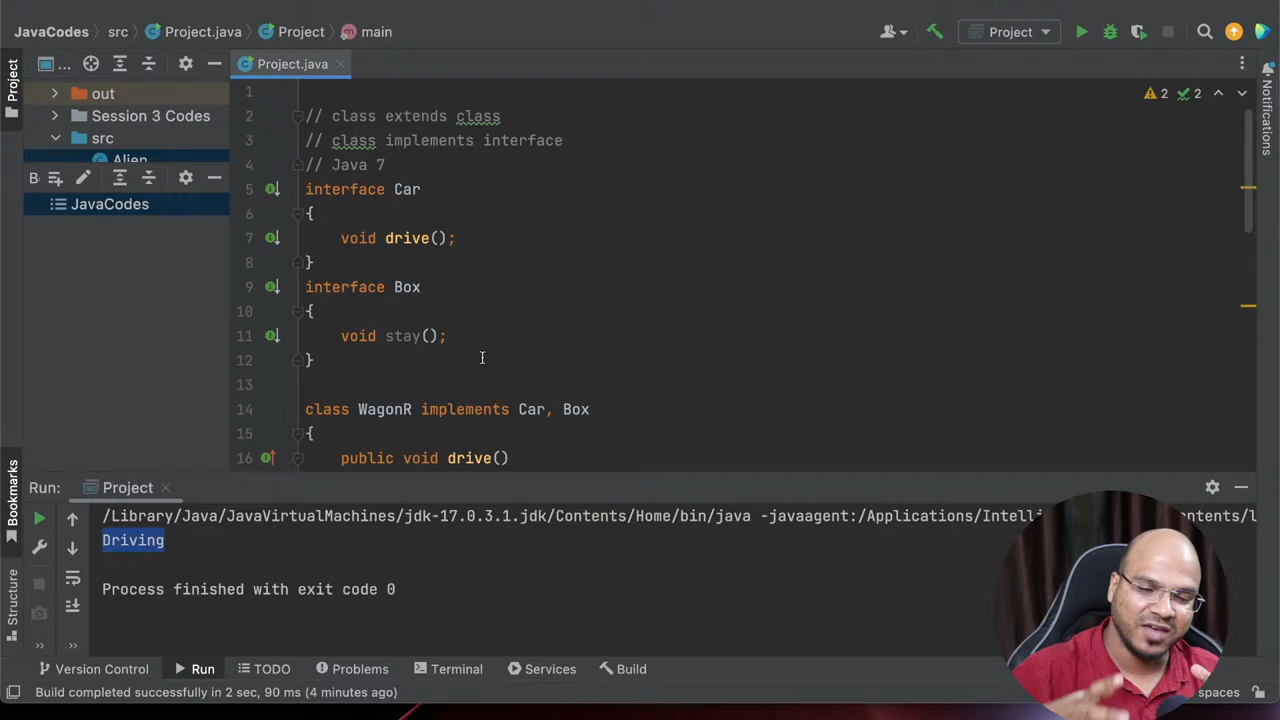 JavaCodes src Project.java Project main Project
Project ... Project.java
1
out
2 // class extends class
Session 3 Codes
3 // class implements interface
src
4 // Java 7
Alien
5 interface Car
JavaCodes
6 {
7 void drive();
8 }
9 interface Box
10 {
11 void stay();
12 }
13
14 class WagonR implements Car, Box
15 {
16 public void drive()
2 2
Notifications
Bookmarks
Structure
Run: Project
/Library/Java/JavaVirtualMachines/jdk-17.0.3.1.jdk/Contents/Home/bin/java -javaagent:/Applications/
Driving
Process finished with exit code 0
Version Control Run TODO Problems Terminal Services Build
Build completed successfully in 2 sec, 90 ms (4 minutes ago) spaces